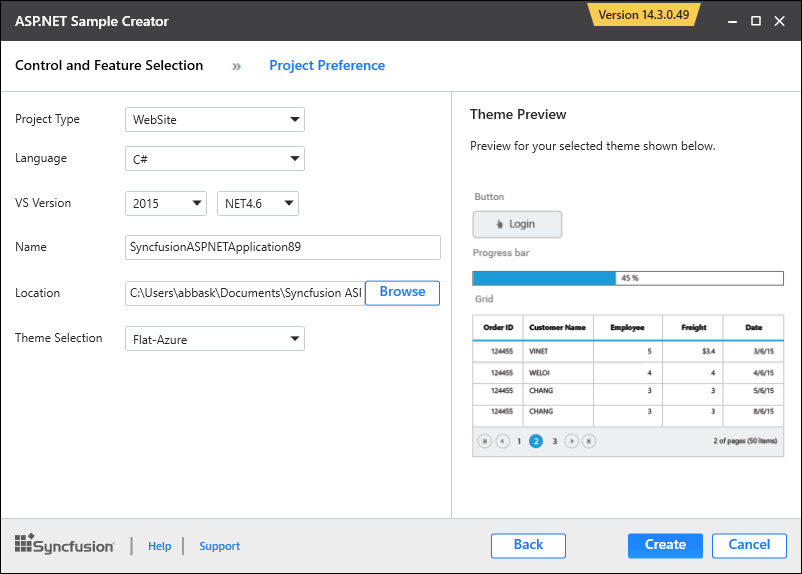 ASP.NET Sample Creator
Version 14.3.0.49
Control and Feature Selection » Project Preference
Project Type WebSite
Language C#
VS Version 2015 NET4.6
Name SyncfusionASPNETApplication89
Location C:\Users\abbask\Documents\Syncfusion ASI Browse
Theme Selection Flat-Azure
Theme Preview
Preview for your selected theme shown below.
Button
Login
Progress bar
45 %
Grid
Order ID Customer Name Employee Freight Date
124455 VINET 5 $3.4 3/6/15
124455 WELOI 4 4 4/6/15
124455 CHANG 3 3 5/6/15
124455 CHANG 3 3 8/6/15
1 2 3 2 of pages (50 items)
Syncfusion | Help | Support
Back Create Cancel